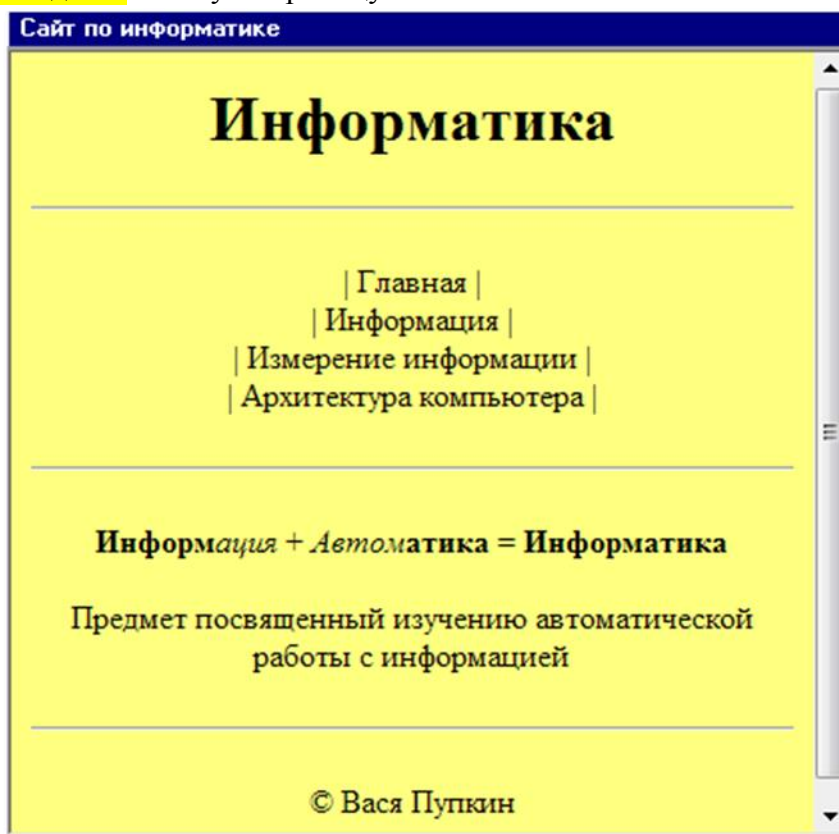 Сайт по информатике
Информатика
| Главная |
| Информация |
| Измерение информации |
| Архитектура компьютера |
Информация + Автоматика = Информатика
Предмет посвященный изучению автоматической
работы с информацией
© Вася Пупкин